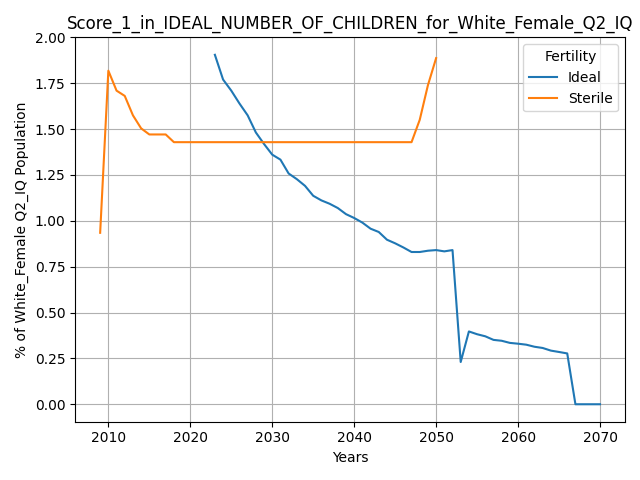 Score_1_in_IDEAL_NUMBER_OF_CHILDREN_for_White_Female_Q2_IQ
2.00
1.75
1.50
1.25
1.00
0.75
0.50
0.25
0.00
% of White_Female Q2_IQ Population
Fertility
Ideal
Sterile
2010
2020
2030
2040
2050
2060
2070
Years